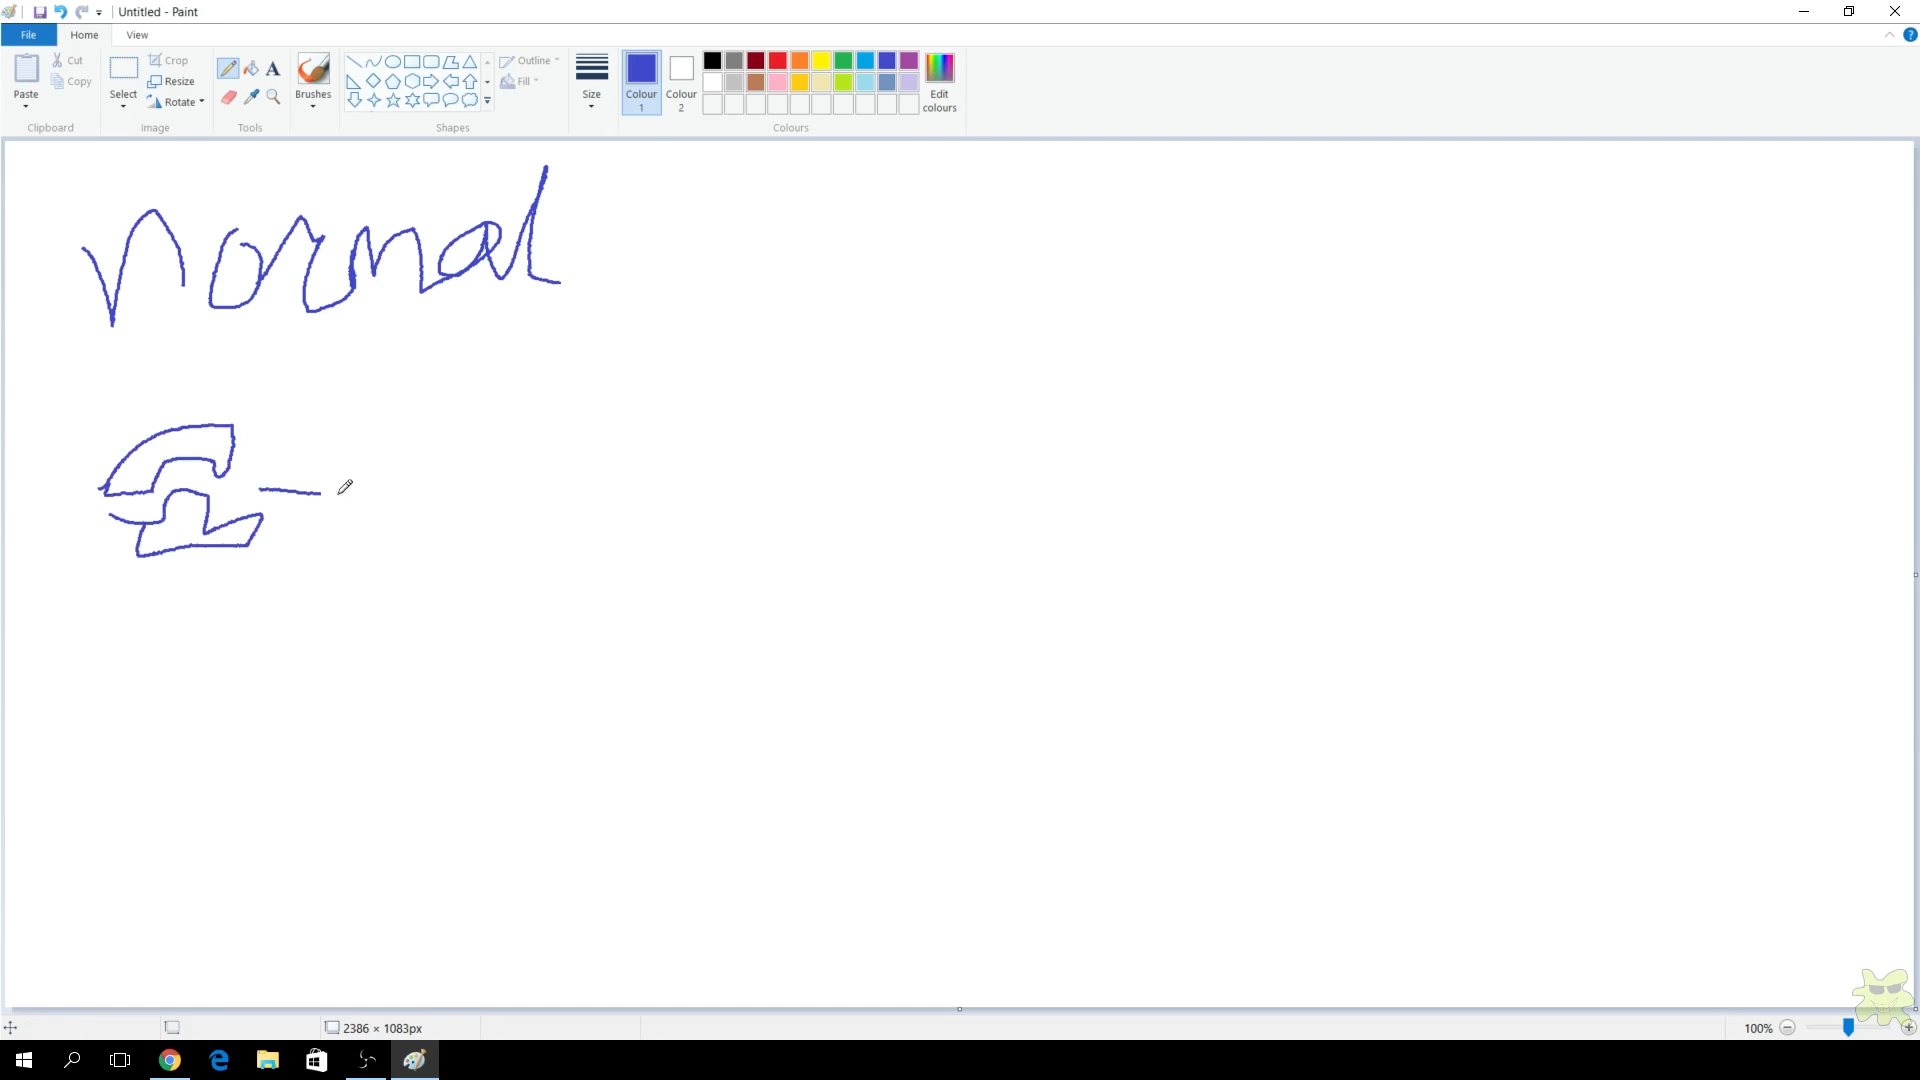 Untitled - Paint
File Home View
Paste
Cut
Copy
Clipboard
Select
Crop
Resize
Rotate
Image
A
Tools
Brushes
Shapes
Outline
Fill
Size
Colour 1
Colour 2
Edit colours
Colours
normal
2386 × 1083px
100%